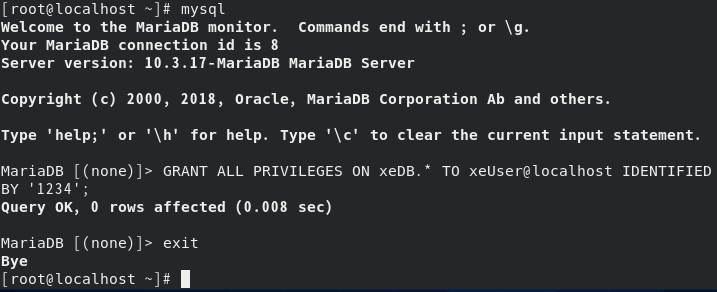 [root@localhost ~]# mysql
Welcome to the MariaDB monitor.  Commands end with ; or \g.
Your MariaDB connection id is 8
Server version: 10.3.17-MariaDB MariaDB Server
Copyright (c) 2000, 2018, Oracle, MariaDB Corporation Ab and others.
Type 'help;' or '\h' for help. Type '\c' to clear the current input statement.
MariaDB [(none)]> GRANT ALL PRIVILEGES ON xeDB.* TO xeUser@localhost IDENTIFIED
BY '1234';
Query OK, 0 rows affected (0.008 sec)
MariaDB [(none)]> exit
Bye
[root@localhost ~]#